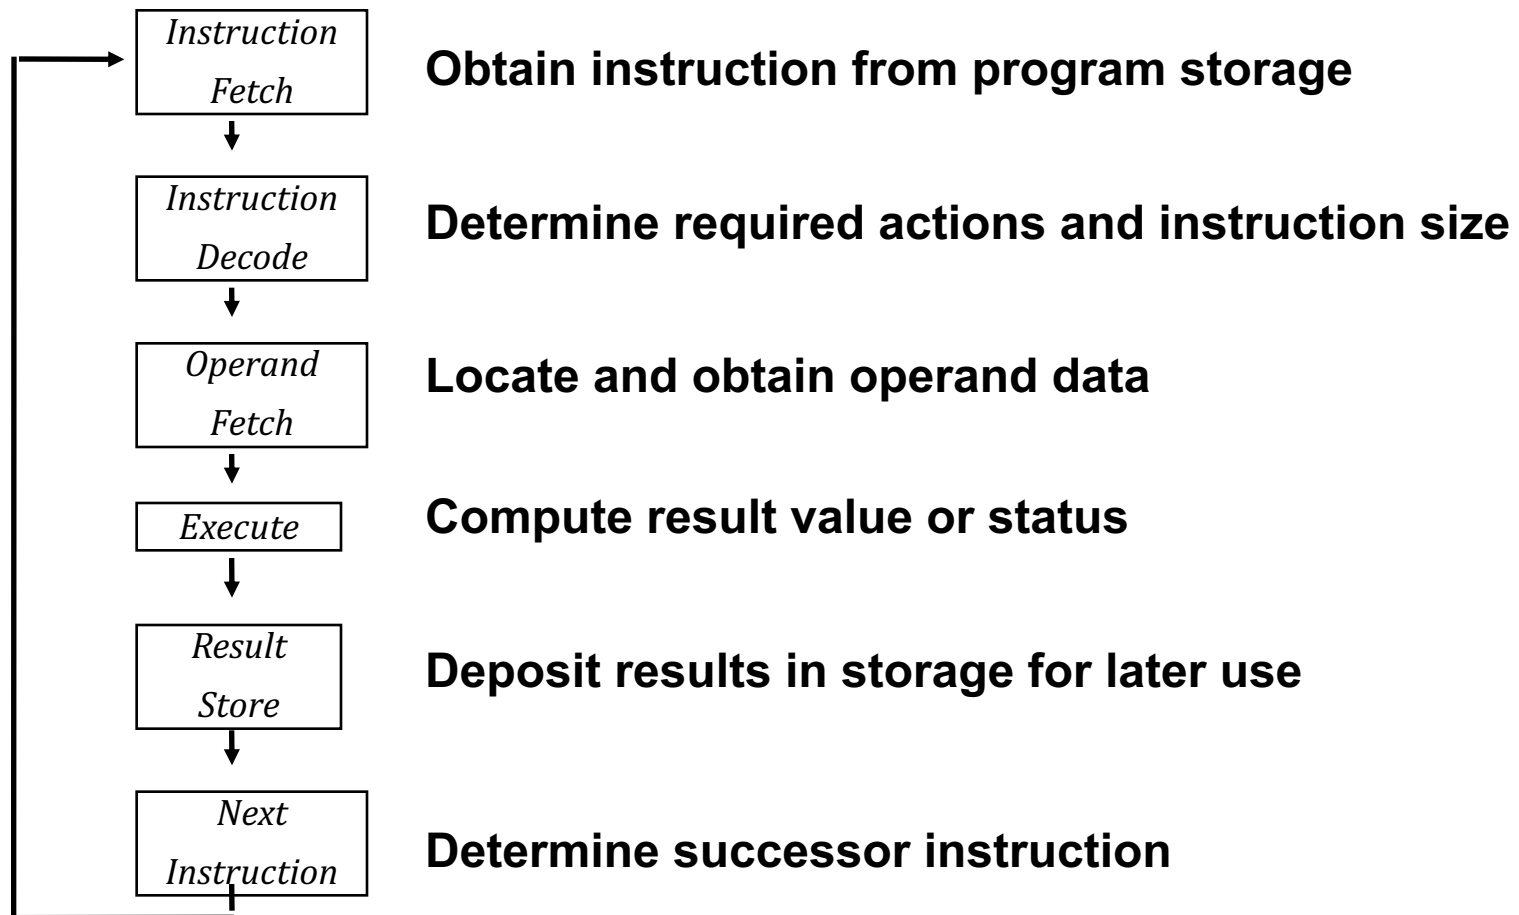 Instruction
Fetch
Obtain instruction from program storage
Instruction
Decode
Determine required actions and instruction size
Operand
Fetch
Locate and obtain operand data
Execute
Compute result value or status
Result
Store
Deposit results in storage for later use
Next
Instruction
Determine successor instruction